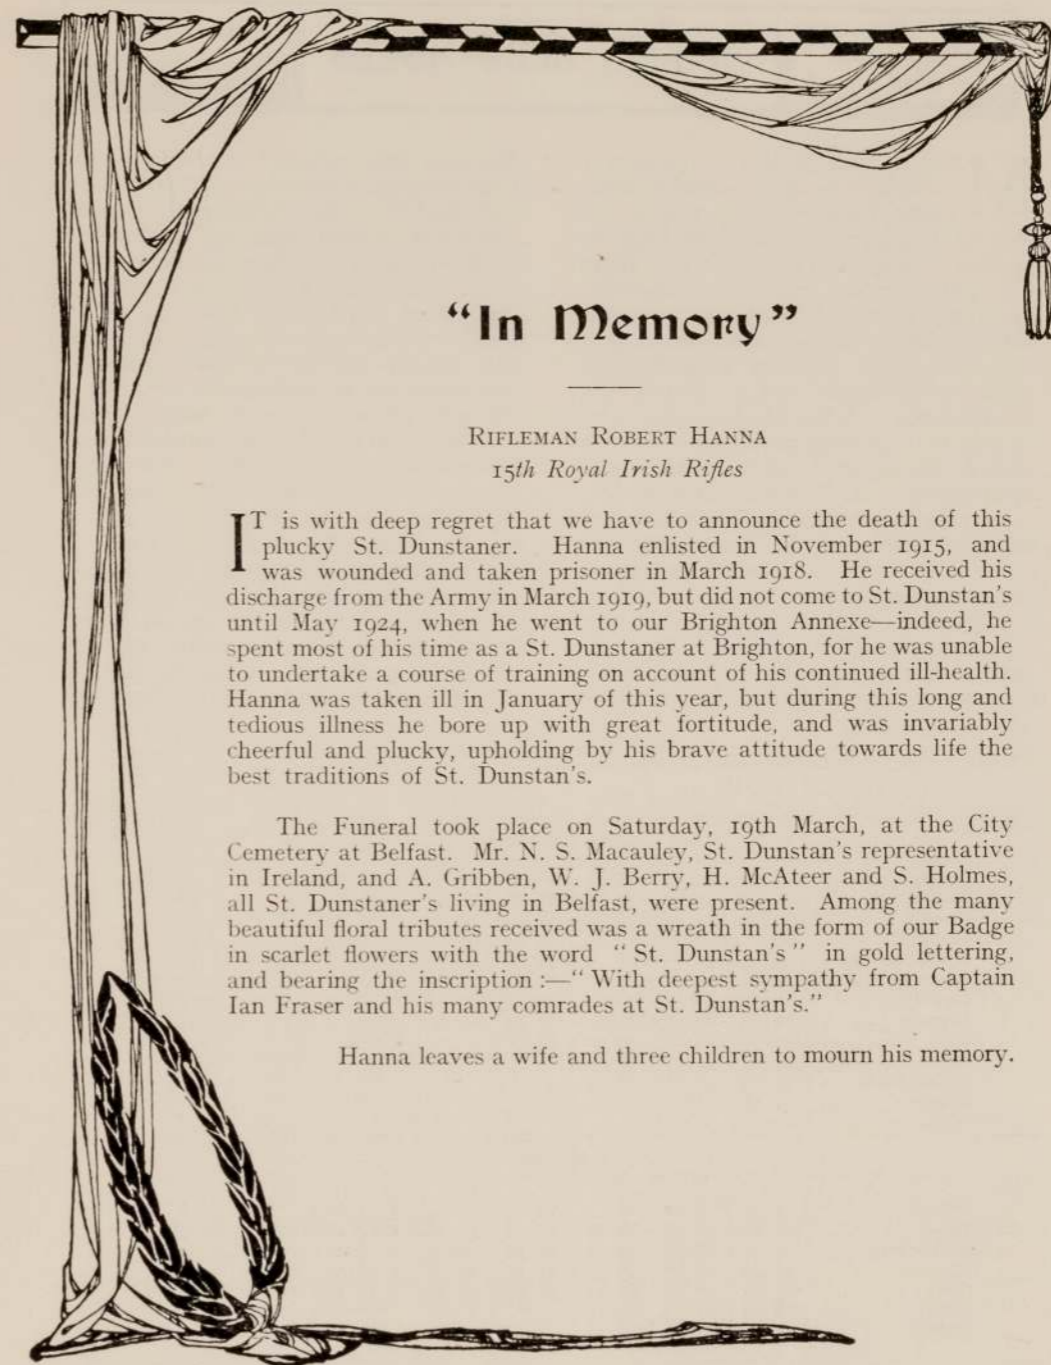 “In Memory”
RIFLEMAN ROBERT HANNA
15th Royal Irish Rifles
IT is with deep regret that we have to announce the death of this
plucky St. Dunstaner. Hanna enlisted in November 1915, and
was wounded and taken prisoner in March 1918. He received his
discharge from the Army in March 1919, but did not come to St. Dunstan's
until May 1924, when he went to our Brighton Annexe—indeed, he
spent most of his time as a St. Dunstaner at Brighton, for he was unable
to undertake a course of training on account of his continued ill-health.
Hanna was taken ill in January of this year, but during this long and
tedious illness he bore up with great fortitude, and was invariably
cheerful and plucky, upholding by his brave attitude towards life the
best traditions of St. Dunstan's.
The Funeral took place on Saturday, 19th March, at the City
Cemetery at Belfast. Mr. N. S. Macauley, St. Dunstan's representative
in Ireland, and A. Gribben, W. J. Berry, H. McAteer and S. Holmes,
all St. Dunstaner's living in Belfast, were present. Among the many
beautiful floral tributes received was a wreath in the form of our Badge
in scarlet flowers with the word “ St. Dunstan's ” in gold lettering,
and bearing the inscription :—“ With deepest sympathy from Captain
Ian Fraser and his many comrades at St. Dunstan's.”
Hanna leaves a wife and three children to mourn his memory.